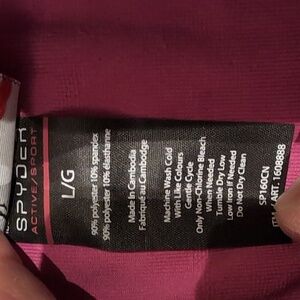 SPYDER
ACTIVE/SPORT
L/G
90% polyester 10% spandex
90% polyester 10% élasthanne
Made in Cambodia
Fabriqué au Cambodge
Machine Wash Cold
With Like Colours
Gentle Cycle
Only Non-Chlorine Bleach
When Needed
Tumble Dry Low
Low Iron If Needed
Do Not Dry Clean
SP160CN
ITM. / ART. 1608888